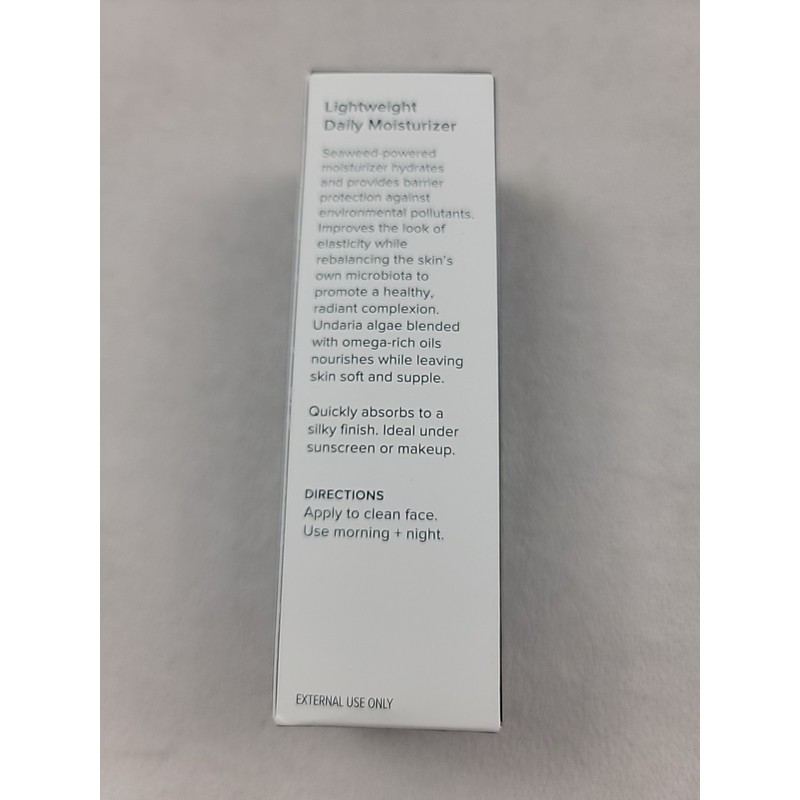 Lightweight
Daily Moisturizer
Seaweed-powered
moisturizer hydrates
and provides barrier
protection against
environmental pollutants.
Improves the look of
elasticity while
rebalancing the skin's
own microbiota to
promote a healthy,
radiant complexion.
Undaria algae blended
with omega-rich oils
nourishes while leaving
skin soft and supple.
Quickly absorbs to a
silky finish. Ideal under
sunscreen or makeup.
DIRECTIONS
Apply to clean face.
Use morning + night.
EXTERNAL USE ONLY